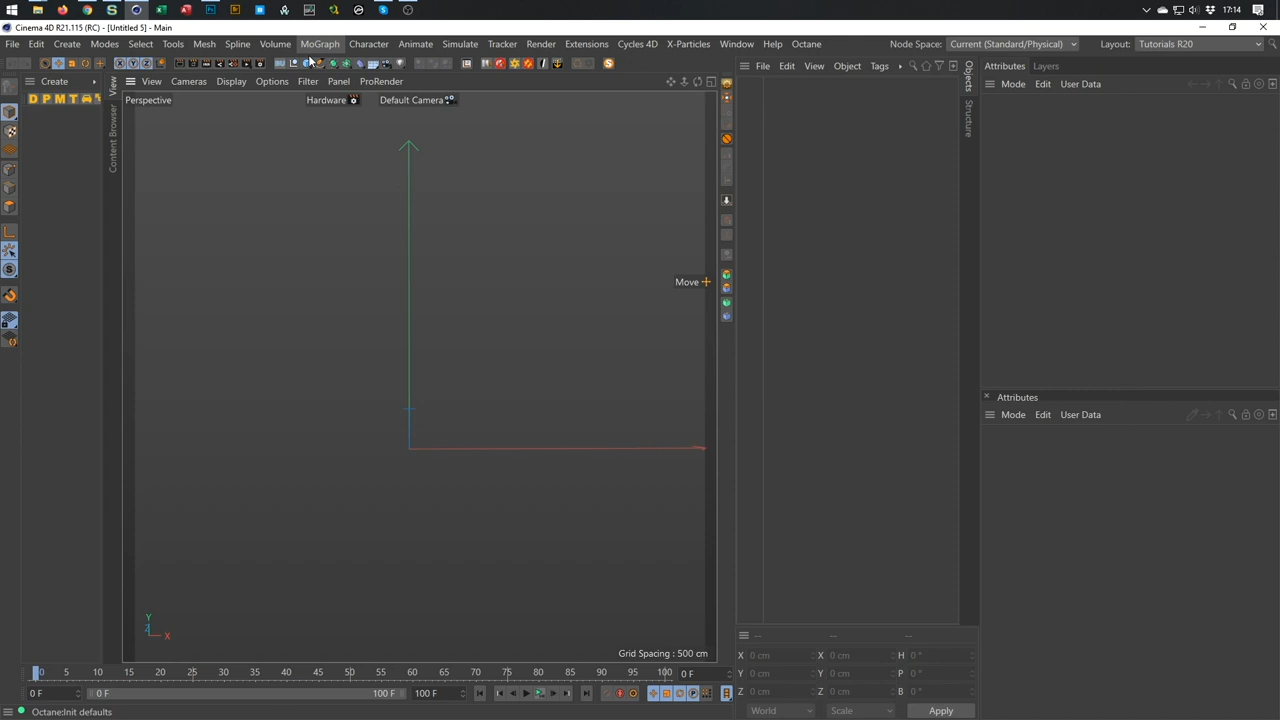 17:14
Cinema 4D R21.115 (RC) - [Untitled 5] - Main
File Edit Create Modes Select Tools Mesh Spline Volume MoGraph Character Animate Simulate Tracker Render Extensions Cycles 4D X-Particles Window Help Octane Node Space: Current (Standard/Physical) Layout: Tutorials R20
Create View Cameras Display Options Filter Panel ProRender
File Edit View Object Tags
Attributes Layers
Mode Edit User Data
D P M T
View
Content Browser
Perspective Hardware Default Camera
Objects
Structure
Move
Attributes
Mode Edit User Data
Y
Z X
Grid Spacing : 500 cm
-- -- --
X 0 cm X 0 cm H 0 °
Y 0 cm Y 0 cm P 0 °
Z 0 cm Z 0 cm B 0 °
World Scale Apply
0 5 10 15 20 25 30 35 40 45 50 55 60 65 70 75 80 85 90 95 100 0 F
0 F 0 F 100 F 100 F
Octane:Init defaults